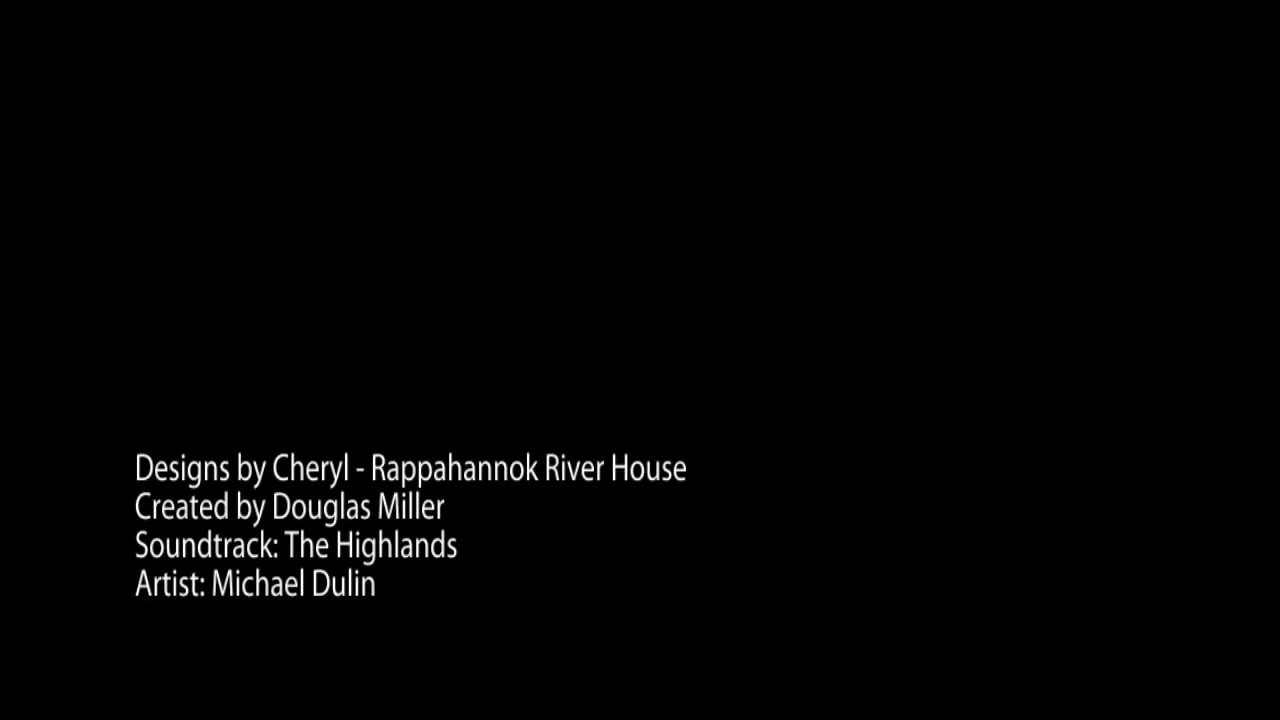 Designs by Cheryl - Rappahannok River House
Created by Douglas Miller
Soundtrack: The Highlands
Artist: Michael Dulin